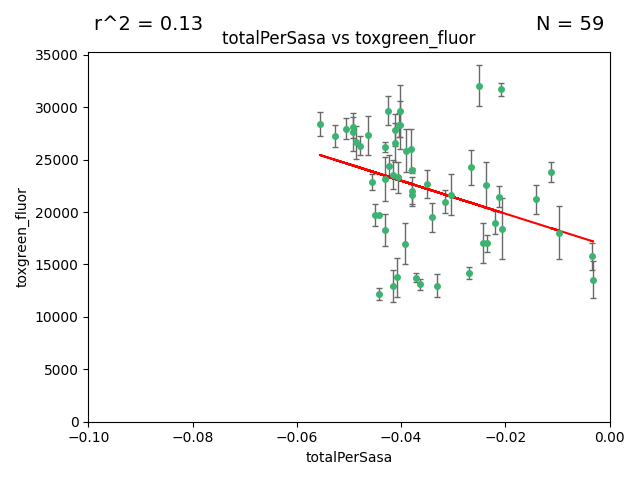 r^2 = 0.13
N = 59
totalPerSasa vs toxgreen_fluor
35000
30000
25000
20000
15000
10000
5000
0
toxgreen_fluor
−0.10
−0.08
−0.06
−0.04
−0.02
0.00
totalPerSasa